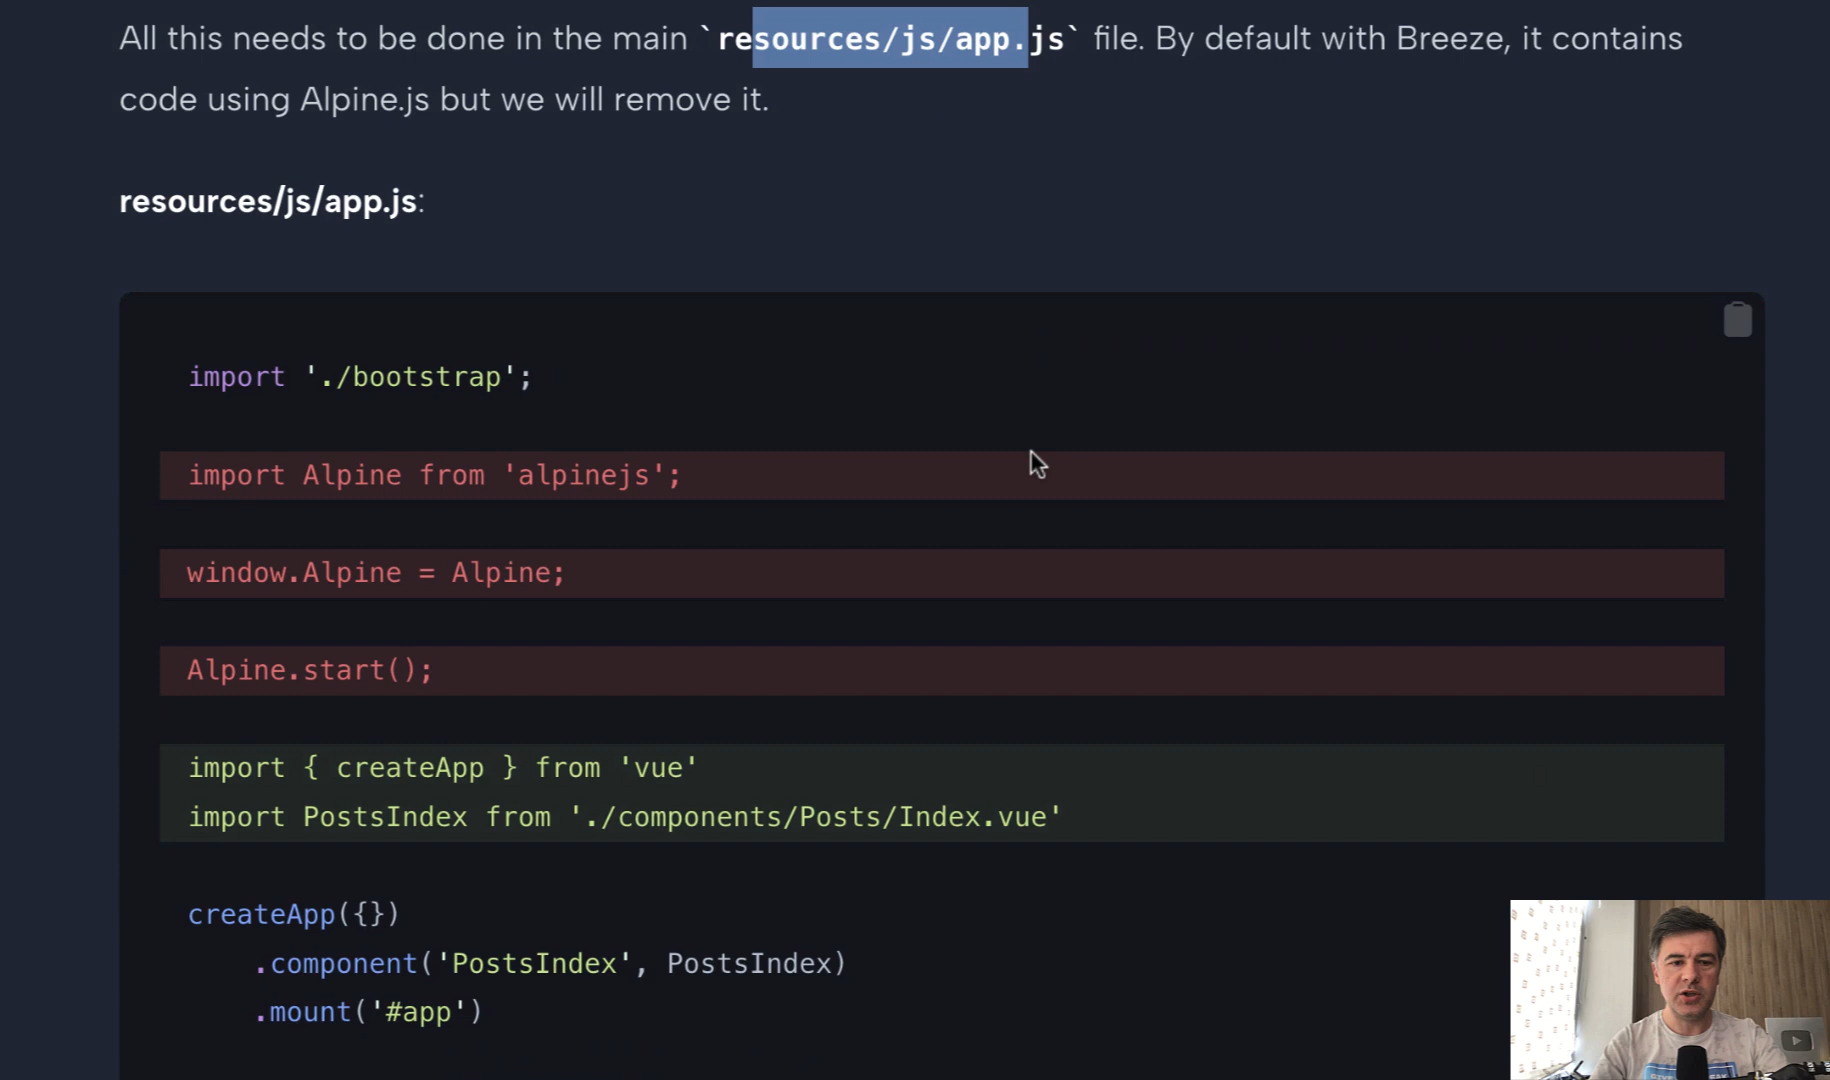 All this needs to be done in the main `resources/js/app.js` file. By default with Breeze, it contains
code using Alpine.js but we will remove it.
resources/js/app.js:
import './bootstrap';
import Alpine from 'alpinejs';
window.Alpine = Alpine;
Alpine.start();
import { createApp } from 'vue'
import PostsIndex from './components/Posts/Index.vue'
createApp({})
.component('PostsIndex', PostsIndex)
.mount('#app')